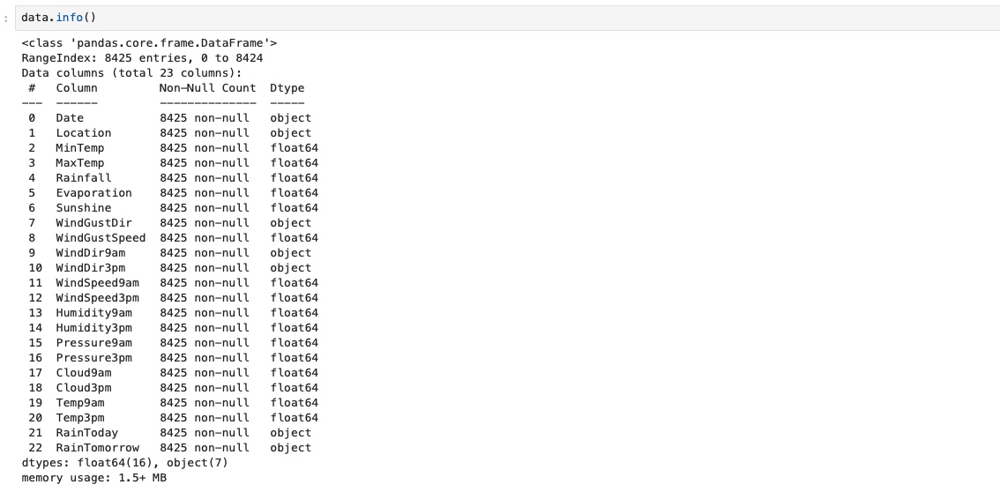 : data.info()
<class 'pandas.core.frame.DataFrame'>
RangeIndex: 8425 entries, 0 to 8424
Data columns (total 23 columns):
 #   Column         Non-Null Count  Dtype
---  ------         --------------  -----
 0   Date           8425 non-null   object
 1   Location       8425 non-null   object
 2   MinTemp        8425 non-null   float64
 3   MaxTemp        8425 non-null   float64
 4   Rainfall       8425 non-null   float64
 5   Evaporation    8425 non-null   float64
 6   Sunshine       8425 non-null   float64
 7   WindGustDir    8425 non-null   object
 8   WindGustSpeed  8425 non-null   float64
 9   WindDir9am     8425 non-null   object
 10  WindDir3pm     8425 non-null   object
 11  WindSpeed9am   8425 non-null   float64
 12  WindSpeed3pm   8425 non-null   float64
 13  Humidity9am    8425 non-null   float64
 14  Humidity3pm    8425 non-null   float64
 15  Pressure9am    8425 non-null   float64
 16  Pressure3pm    8425 non-null   float64
 17  Cloud9am       8425 non-null   float64
 18  Cloud3pm       8425 non-null   float64
 19  Temp9am        8425 non-null   float64
 20  Temp3pm        8425 non-null   float64
 21  RainToday      8425 non-null   object
 22  RainTomorrow   8425 non-null   object
dtypes: float64(16), object(7)
memory usage: 1.5+ MB